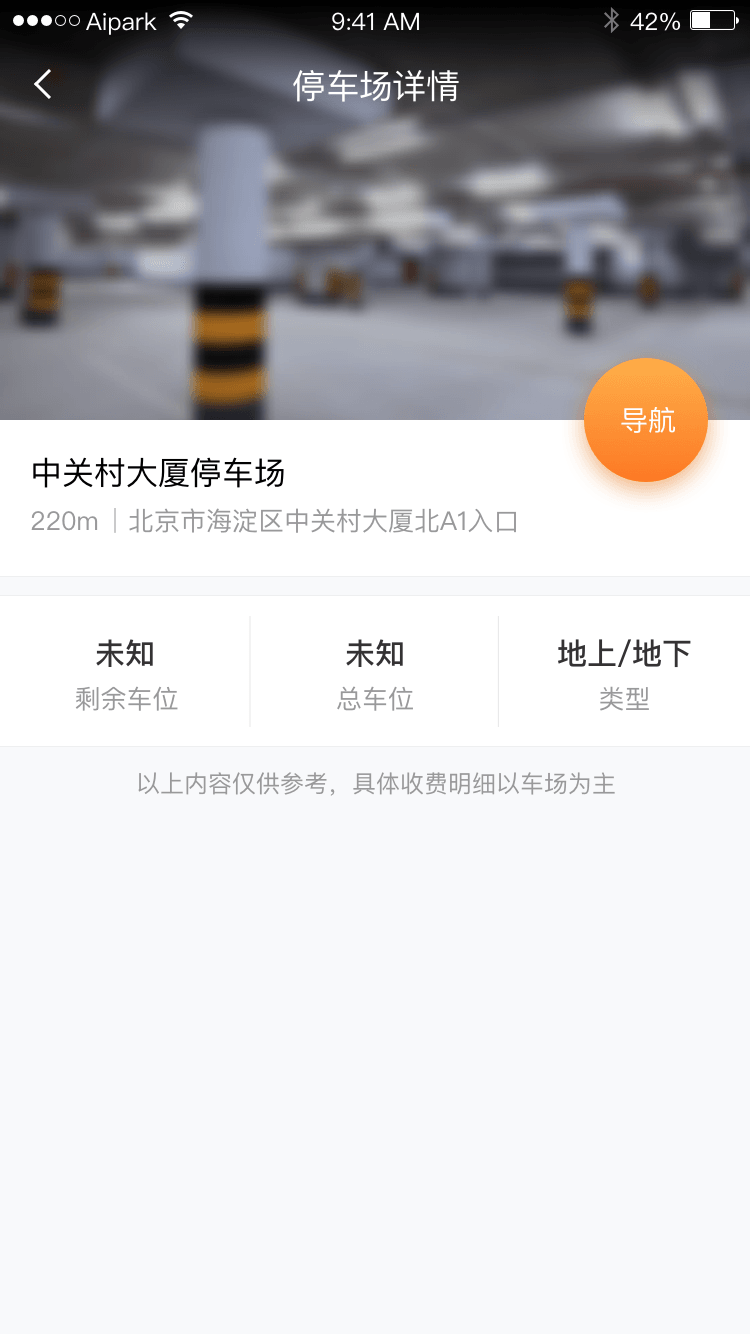 Aipark 9:41 AM 42%
停车场详情
导航
中关村大厦停车场
220m｜北京市海淀区中关村大厦北A1入口
未知 未知 地上/地下
剩余车位 总车位 类型
以上内容仅供参考，具体收费明细以车场为主